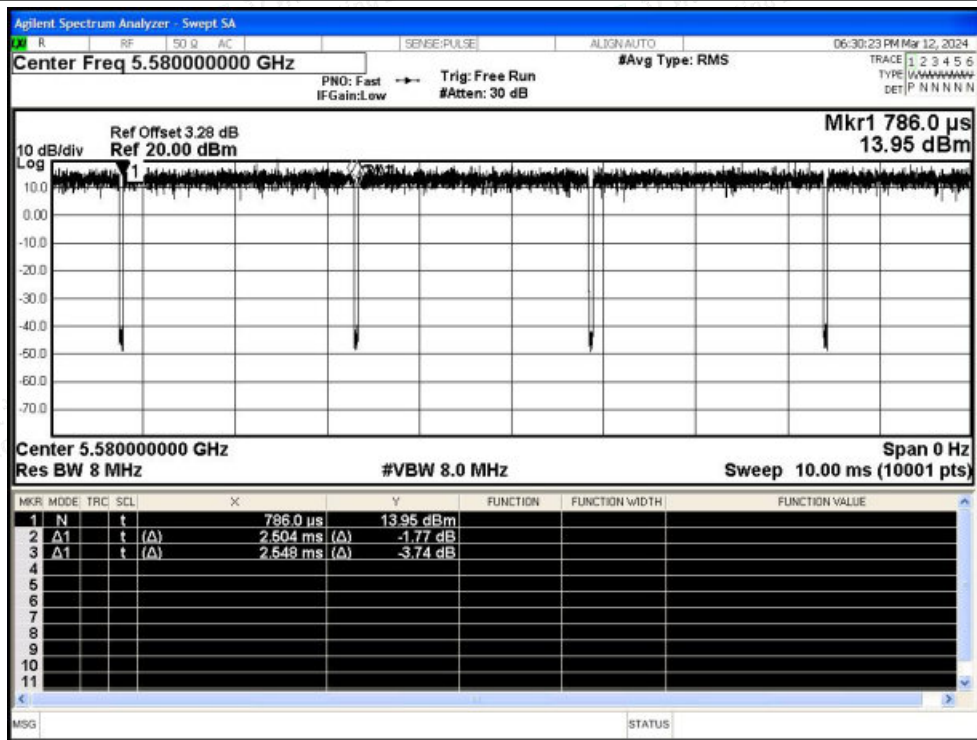 Agilent Spectrum Analyzer - Swept SA
LXI R RF 50 Ω AC SENSE:PULSE ALIGNAUTO 06:30:23 PM Mar 12, 2024
Center Freq 5.580000000 GHz #Avg Type: RMS TRACE 1 2 3 4 5 6
PNO: Fast Trig: Free Run TYPE WWWWWWW
IFGain:Low #Atten: 30 dB DET P N N N N N
Mkr1 786.0 µs
Ref Offset 3.28 dB
10 dB/div Ref 20.00 dBm 13.95 dBm
Log
1
10.0
0.00
-10.0
-20.0
-30.0
-40.0
-50.0
-60.0
-70.0
Center 5.580000000 GHz Span 0 Hz
Res BW 8 MHz #VBW 8.0 MHz Sweep 10.00 ms (10001 pts)
MKR MODE TRC SCL X Y FUNCTION FUNCTION WIDTH FUNCTION VALUE
1 N t 786.0 µs 13.95 dBm
2 Δ1 t (Δ) 2.504 ms (Δ) -1.77 dB
3 Δ1 t (Δ) 2.548 ms (Δ) -3.74 dB
4
5
6
7
8
9
10
11
MSG STATUS